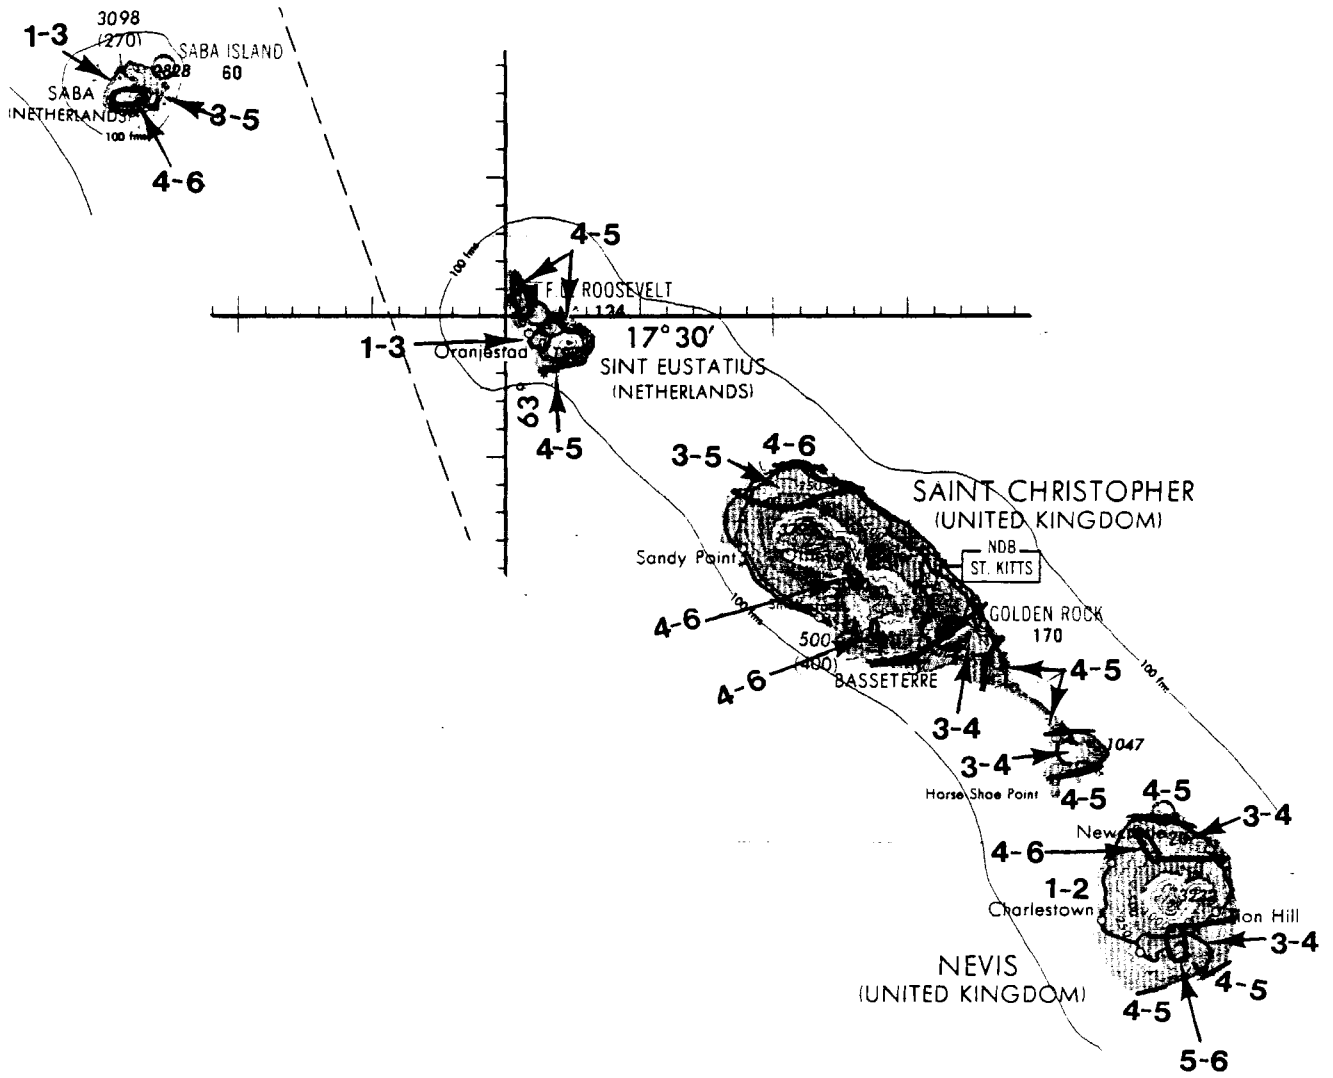 3098
1-3
(270)
SABA ISLAND
60
2828
SABA
(NETHERLANDS)
3-5
100 fms
4-6
4-5
100 fms
F.D. ROOSEVELT
124
1-3
Oranjestad
17°30'
SINT EUSTATIUS
(NETHERLANDS)
63°
4-5
4-6
3-5
SAINT CHRISTOPHER
(UNITED KINGDOM)
NDB
ST. KITTS
Sandy Point
100 fms
4-6
GOLDEN ROCK
170
500
(400)
4-6
BASSETERRE
4-5
100 fms
3-4
1047
3-4
Horse Shoe Point
4-5
4-5
3-4
Newcastle
4-6
1-2
3232
Charlestown
3-4
NEVIS
(UNITED KINGDOM)
4-5
4-5
5-6